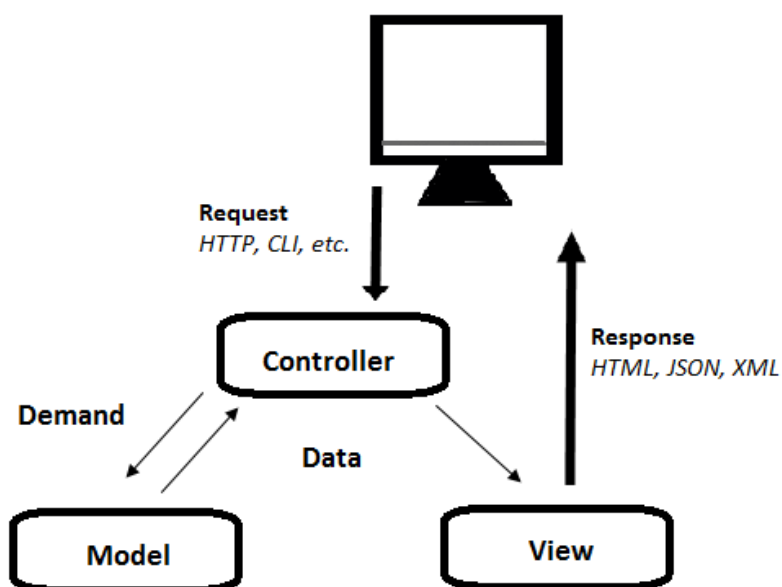 Request
HTTP, CLI, etc.
Controller
Response
HTML, JSON, XML
Demand
Data
Model
View